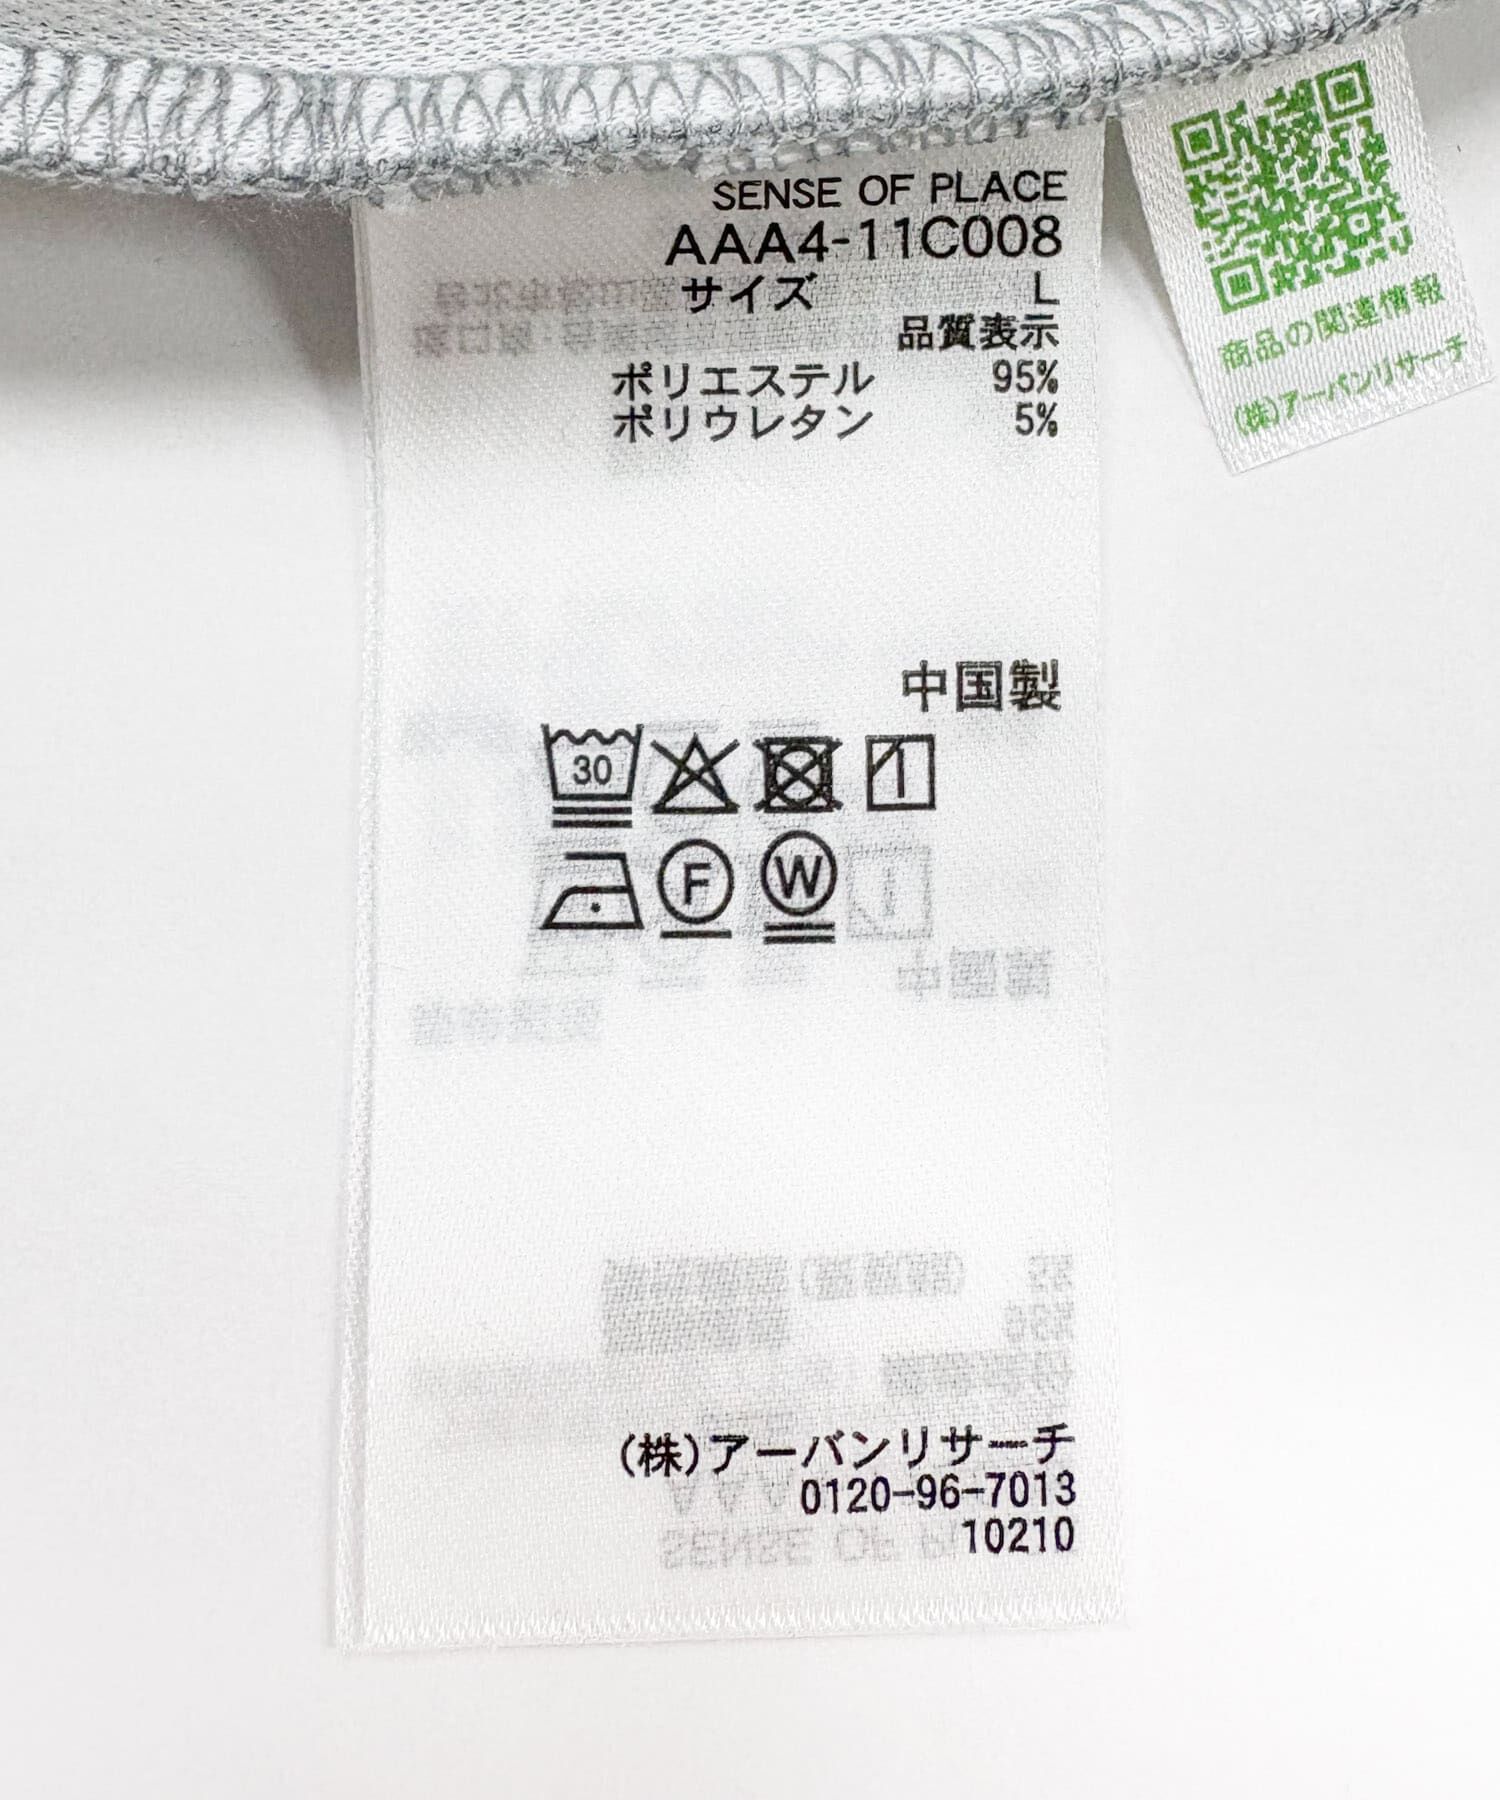 SENSE OF PLACE
AAA4-11C008
サイズ L
品質表示
ポリエステル 95%
ポリウレタン 5%
中国製
30
F W
(株)アーバンリサーチ
0120-96-7013
10210
商品の関連情報
(株)アーバンリサーチ